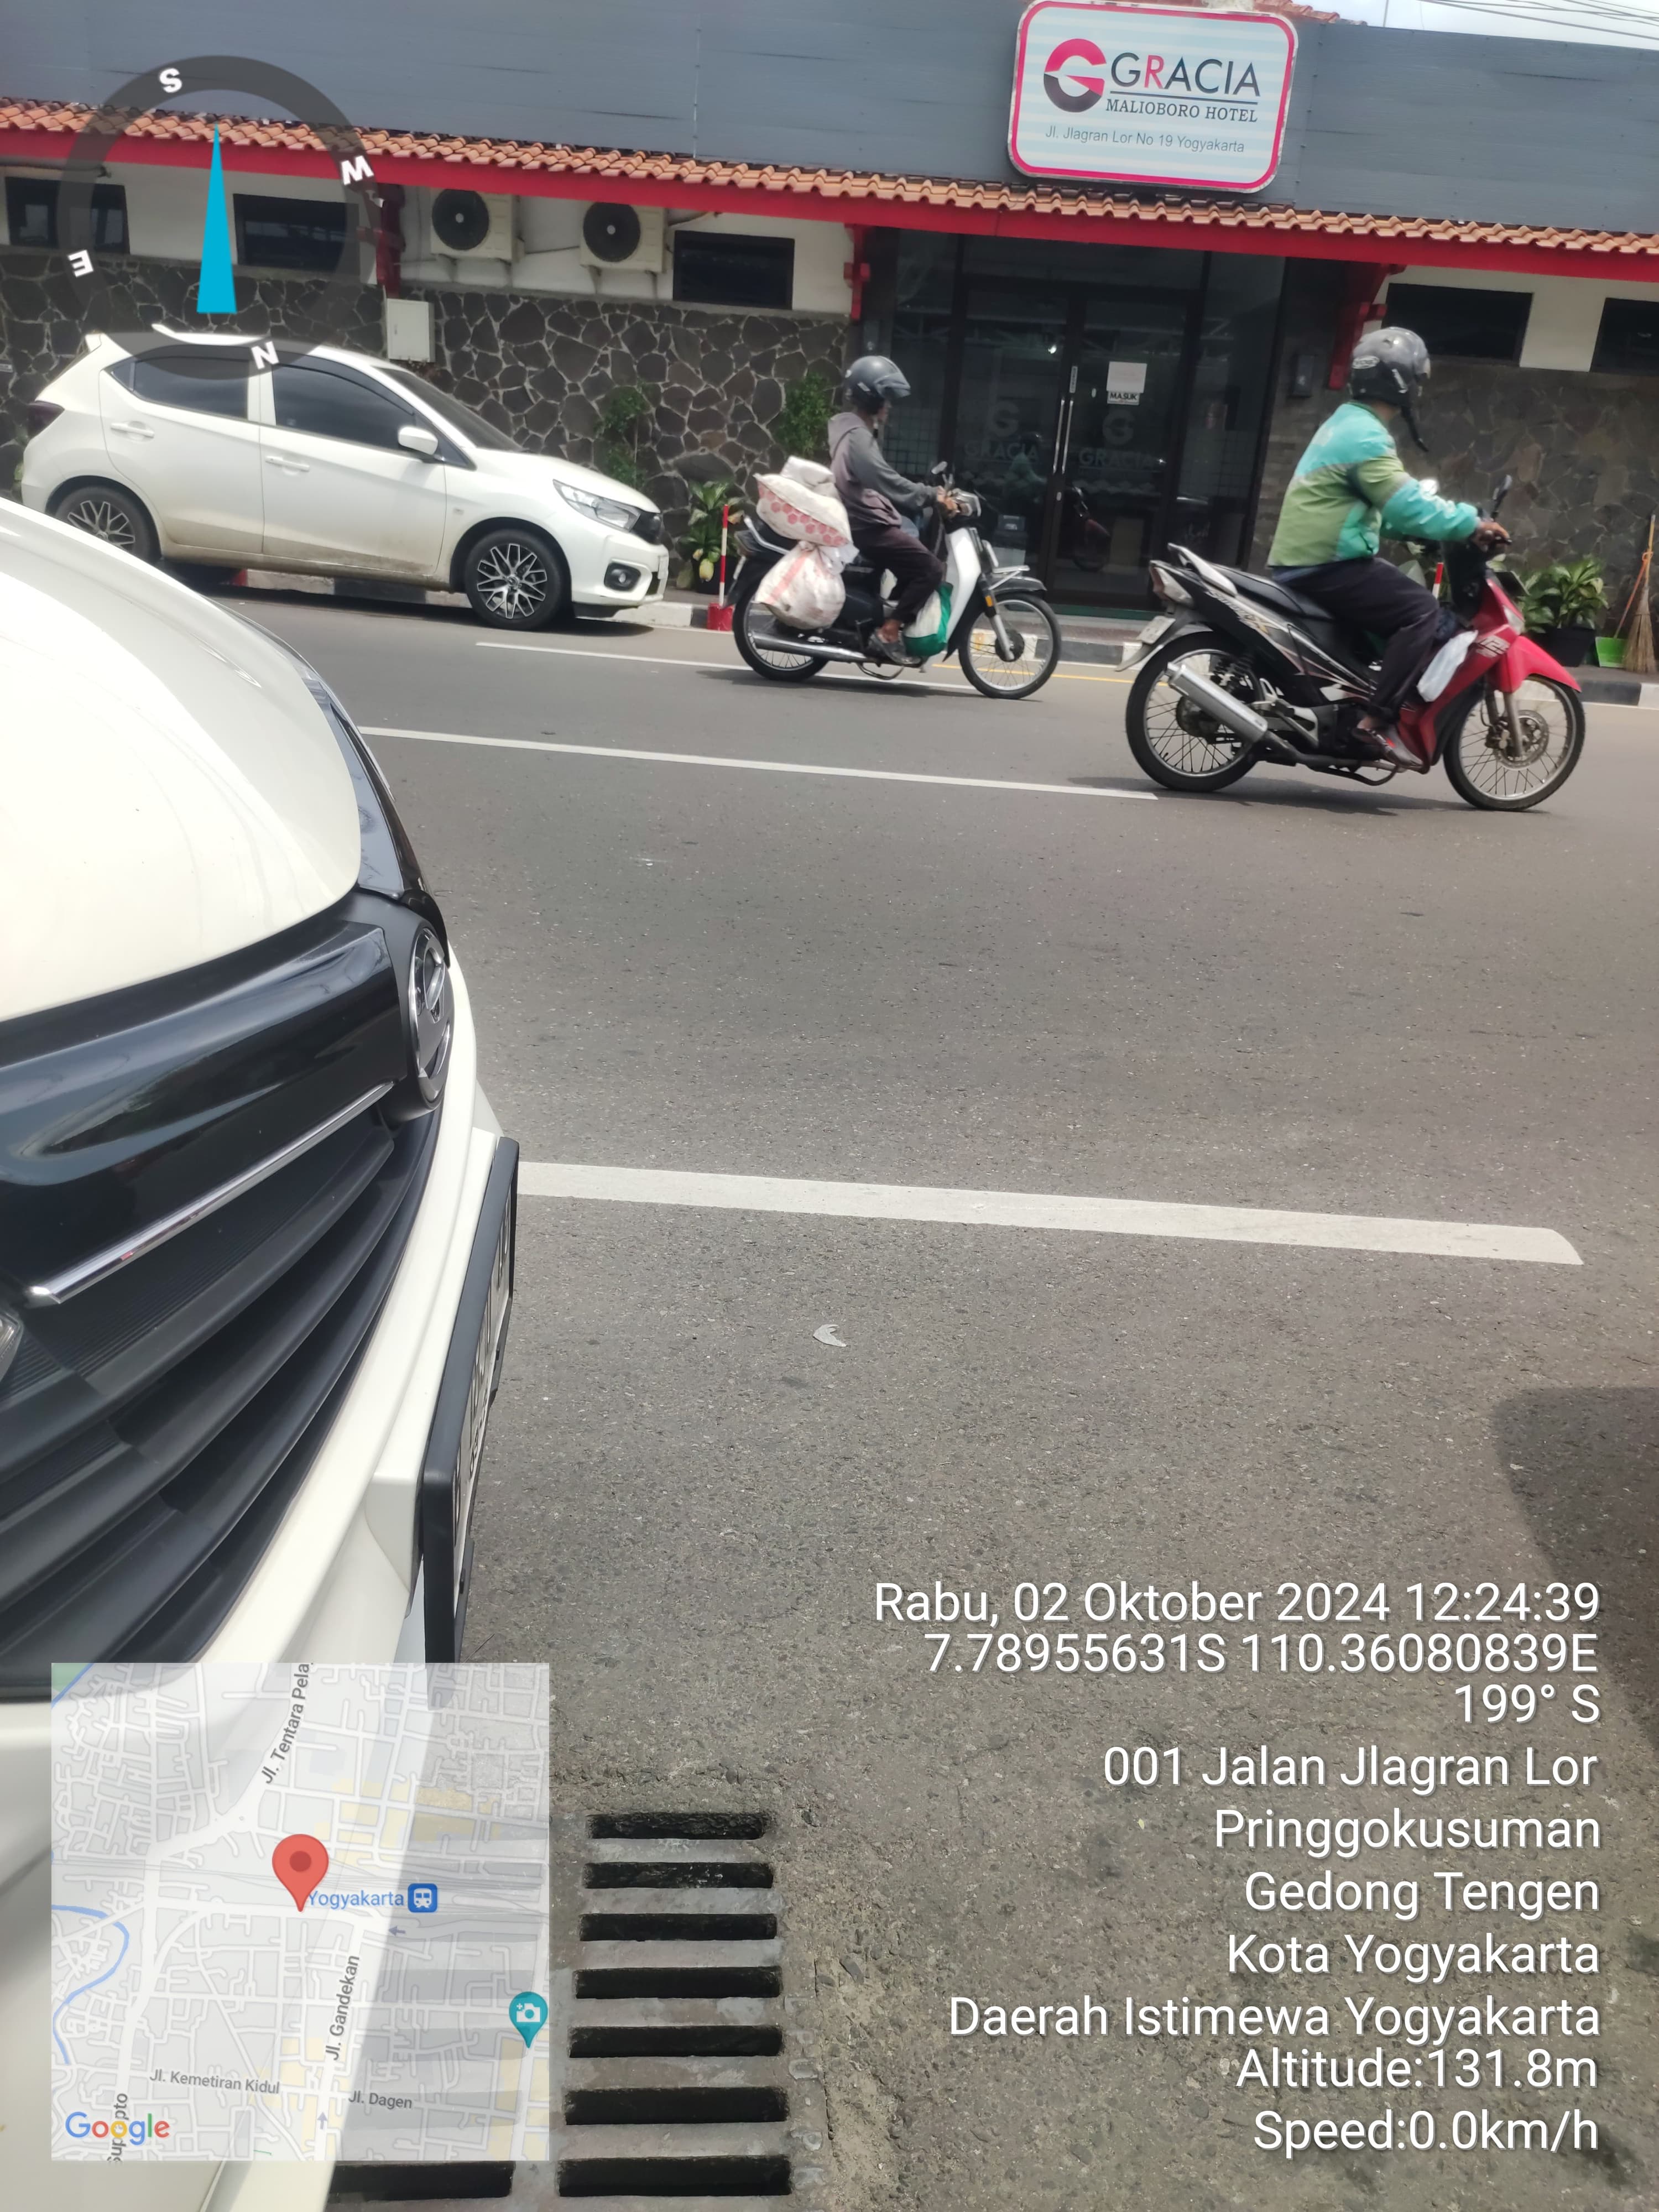 GRACIA
MALIOBORO HOTEL
Jl. Jlagran Lor No 19 Yogyakarta
S
W
E
N
MASUK
G
GRACIA
G
GRACIA
Rabu, 02 Oktober 2024 12:24:39
7.78955631S 110.36080839E
199° S
001 Jalan Jlagran Lor
Pringgokusuman
Gedong Tengen
Kota Yogyakarta
Daerah Istimewa Yogyakarta
Altitude:131.8m
Speed:0.0km/h
Jl. Tentara Pela
Yogyakarta
Jl. Gandekan
Jl. Kemetiran Kidul
Jl. Dagen
Google